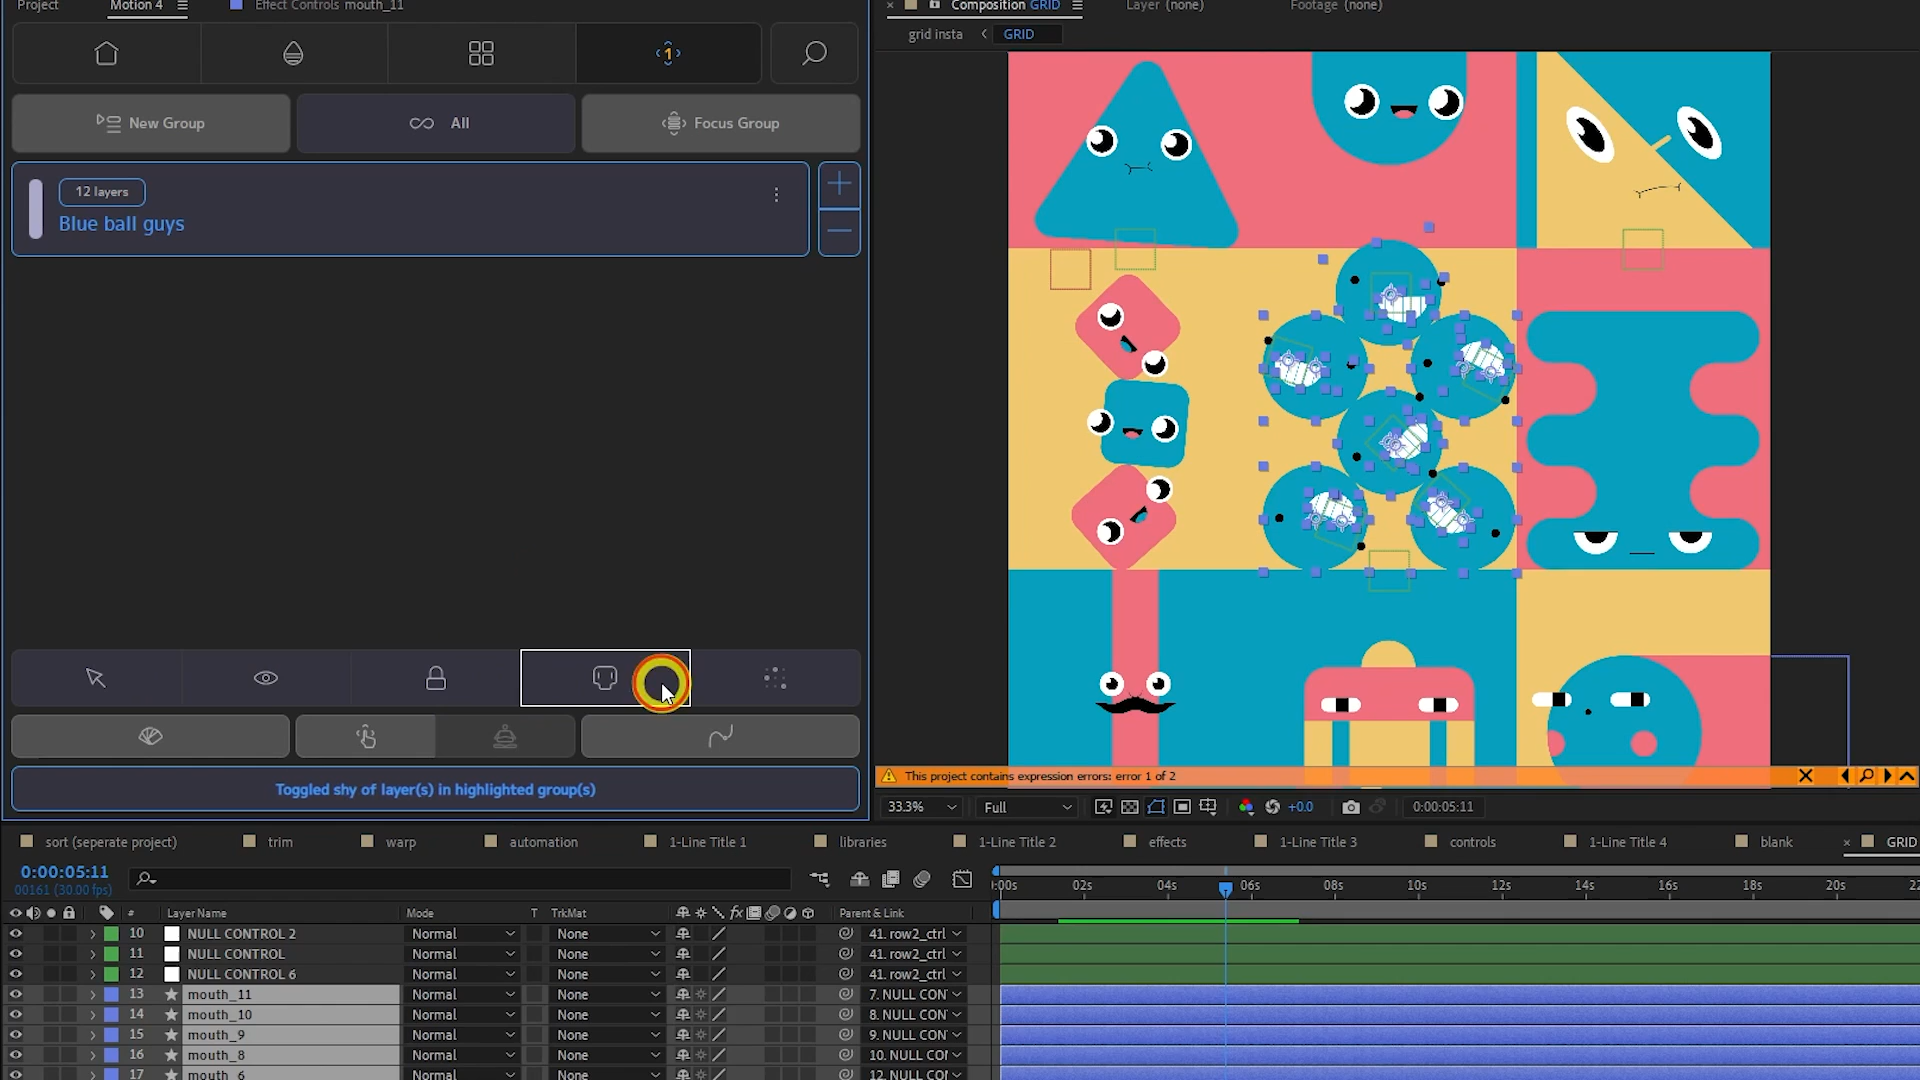 Project
Motion 4
Effect Controls mouth_11
Composition GRID
Layer (none)
Footage (none)
grid insta
GRID
1
New Group
All
Focus Group
12 layers
Blue ball guys
Toggled shy of layer(s) in highlighted group(s)
This project contains expression errors: error 1 of 2
33.3%
Full
+0.0
0:00:05:11
sort (seperate project)
trim
warp
automation
1-Line Title 1
libraries
1-Line Title 2
effects
1-Line Title 3
controls
1-Line Title 4
blank
GRID
0:00:05:11
00161 (30.00 fps)
:00s 02s 04s 06s 08s 10s 12s 14s 16s 18s 20s 22
# Layer Name Mode T TrkMat fx Parent & Link
10 NULL CONTROL 2 Normal None 41. row2_ctrl
11 NULL CONTROL Normal None 41. row2_ctrl
12 NULL CONTROL 6 Normal None 41. row2_ctrl
13 mouth_11 Normal None 7. NULL CON
14 mouth_10 Normal None 8. NULL CON
15 mouth_9 Normal None 9. NULL CON
16 mouth_8 Normal None 10. NULL CO
17 mouth_6 Normal None 12. NULL CO